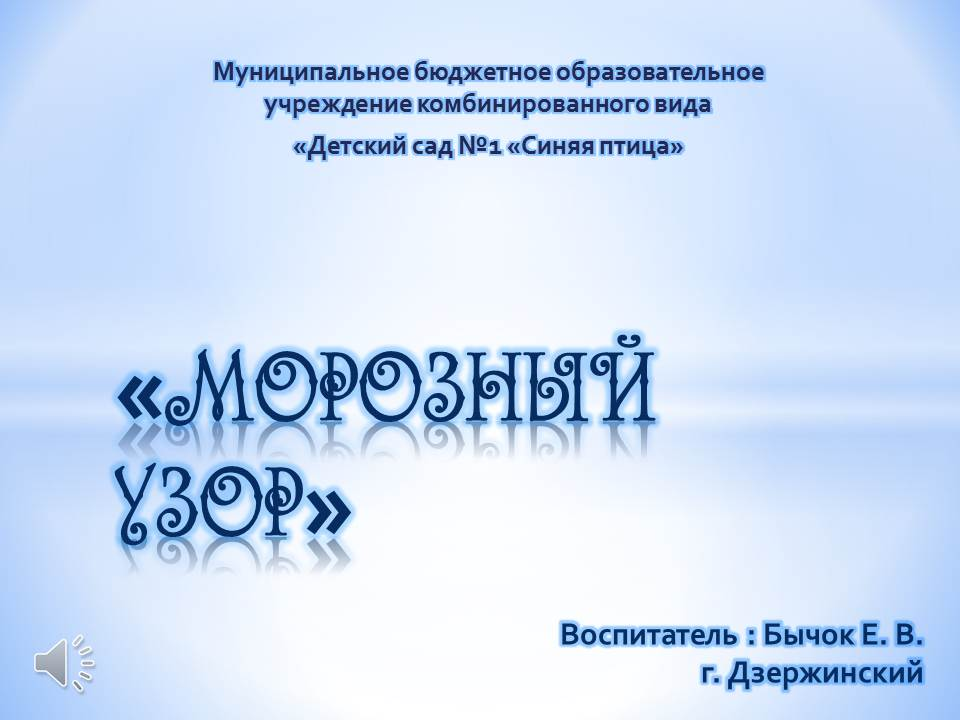 Муниципальное бюджетное образовательное
учреждение комбинированного вида
«Детский сад №1 «Синяя птица»
«МОРОЗНЫЙ
УЗОР»
Воспитатель : Бычок Е. В.
г. Дзержинский